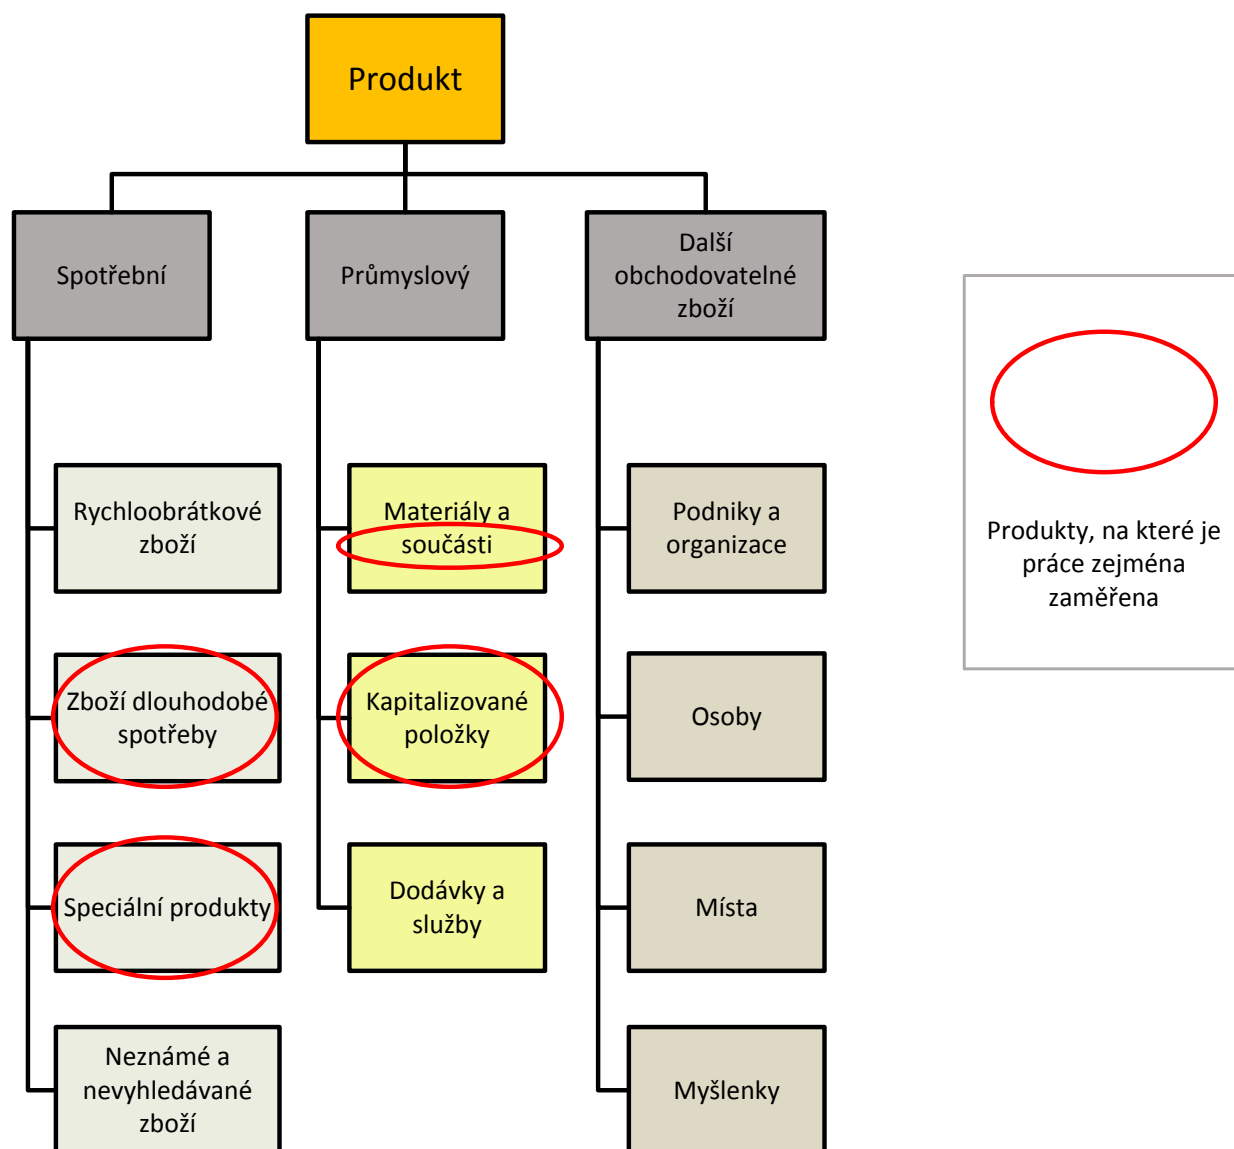 Produkt
Spotřební
Průmyslový
Další
obchodovatelné
zboží
Rychloobrátkové
zboží
Materiály a
součásti
Podniky a
organizace
Zboží dlouhodobé
spotřeby
Kapitalizované
položky
Osoby
Speciální produkty
Dodávky a
služby
Místa
Neznámé a
nevyhledávané
zboží
Myšlenky
Produkty, na které je
práce zejména
zaměřena